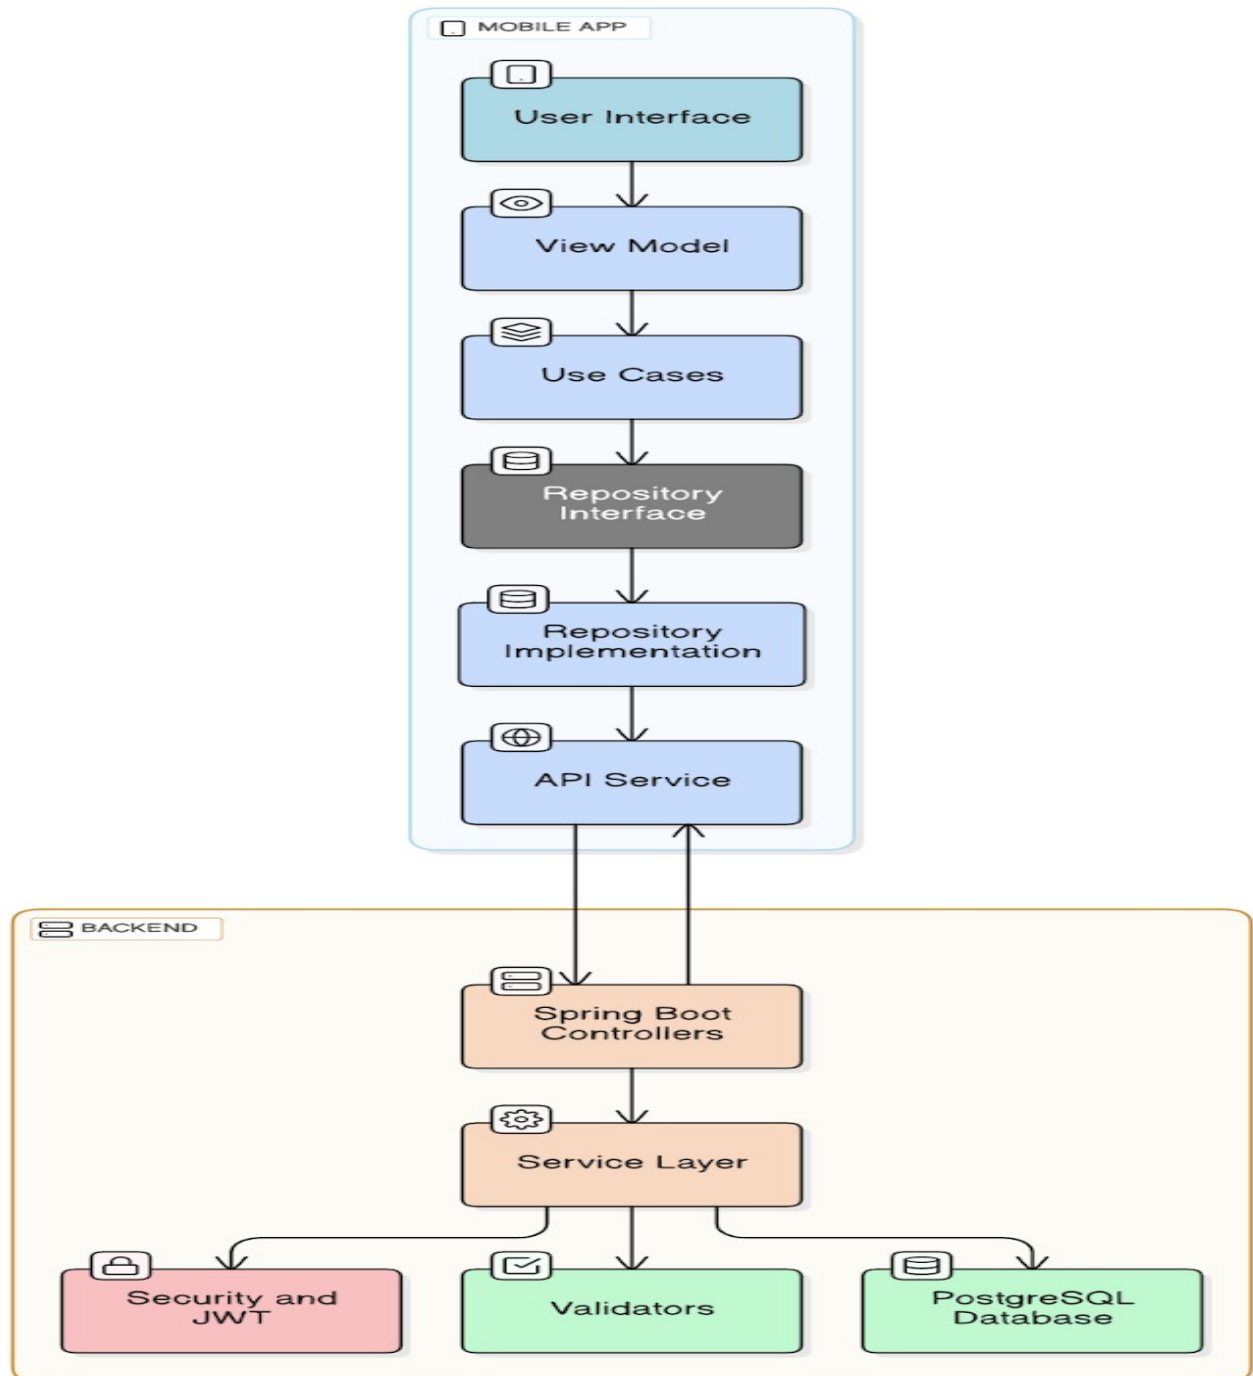 MOBILE APP
User Interface
View Model
Use Cases
Repository
Interface
Repository
Implementation
API Service
BACKEND
Spring Boot
Controllers
Service Layer
Security and
JWT
Validators
PostgreSQL
Database